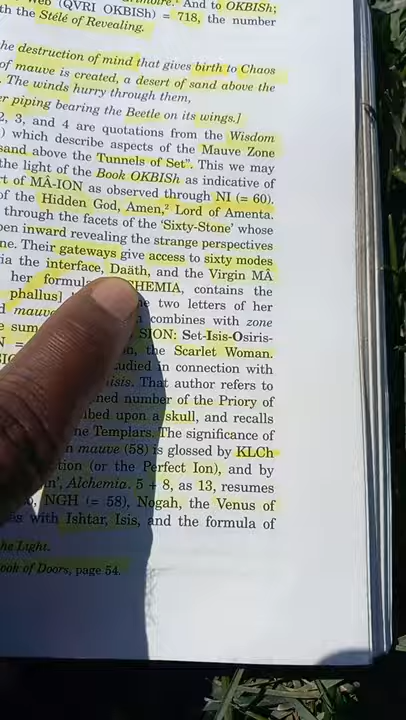 (QVRI OKBISh) = 718, the number
th the Stélé of Revealing.
he destruction of mind that gives birth to Chaos
of mauve is created, a desert of sand above the
. The winds hurry through them,
er piping bearing the Beetle on its wings.]
2, 3, and 4 are quotations from the Wisdom
) which describe aspects of the Mauve Zone
sand above the Tunnels of Set”. This we may
the light of the Book OKBISh as indicative of
rt of MÂ-ION as observed through NI (= 60).
of the Hidden God, Amen,² Lord of Amenta.
through the facets of the ‘Sixty-Stone’ whose
pen inward revealing the strange perspectives
ne. Their gateways give access to sixty modes
ia the interface, Daäth, and the Virgin MÂ
her formula HEMIA, contains the
phallus] he two letters of her
d mauve combines with zone
e sum SION: Set-Isis-Osiris-
N = the Scarlet Woman.
udied in connection with
isis. That author refers to
ned number of the Priory of
bed upon a skull, and recalls
ne Templars. The significance of
n mauve (58) is glossed by KLCh
tion (or the Perfect Ion), and by
n’, Alchemia. 5 + 8, as 13, resumes
NGH (= 58), Nogah, the Venus of
s with Ishtar, Isis, and the formula of
he Light.
ook of Doors, page 54.